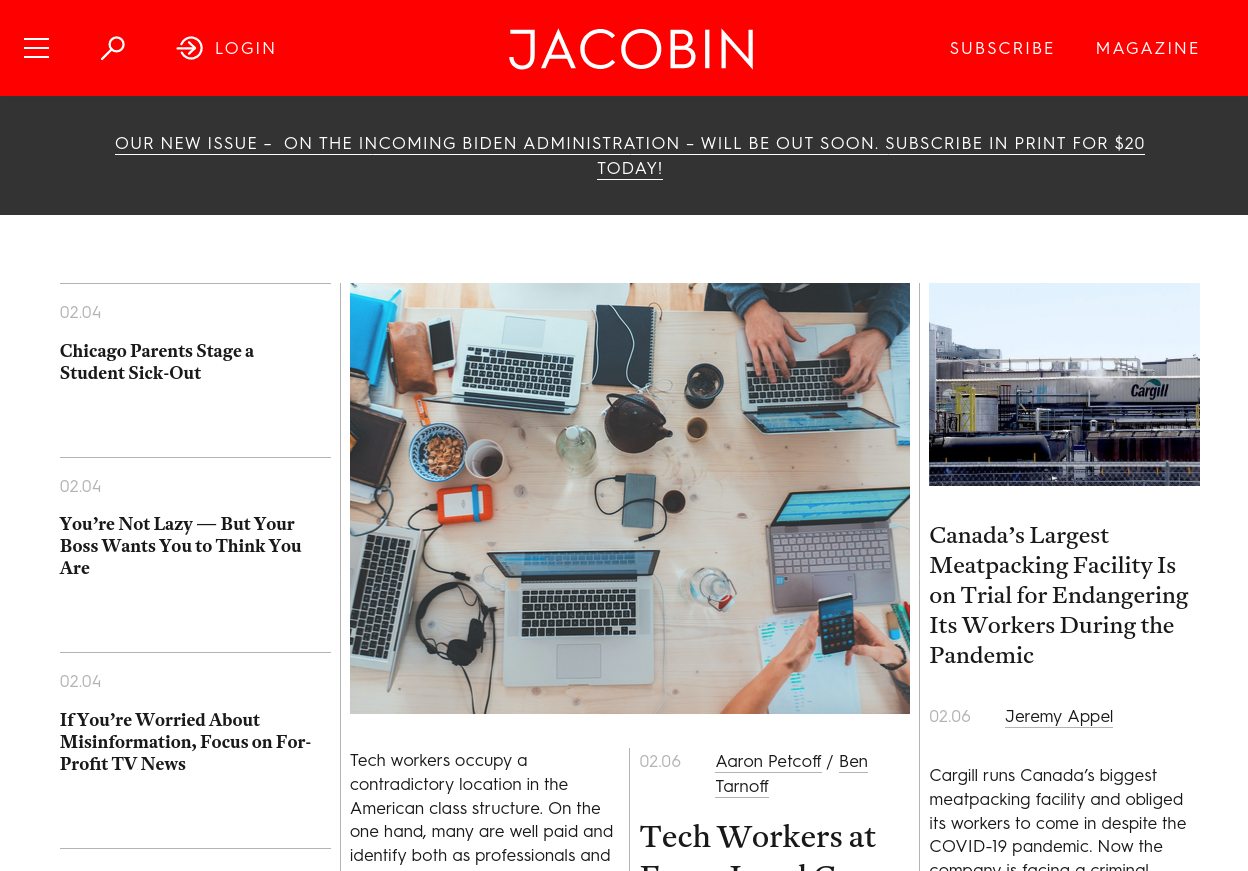 LOGIN
JACOBIN
SUBSCRIBE
MAGAZINE
OUR NEW ISSUE – ON THE INCOMING BIDEN ADMINISTRATION – WILL BE OUT SOON. SUBSCRIBE IN PRINT FOR $20
TODAY!
02.04
Chicago Parents Stage a
Student Sick-Out
02.04
You’re Not Lazy — But Your
Boss Wants You to Think You
Are
02.04
If You’re Worried About
Misinformation, Focus on For-
Profit TV News
Tech workers occupy a
contradictory location in the
American class structure. On the
one hand, many are well paid and
identify both as professionals and
02.06
Aaron Petcoff / Ben
Tarnoff
Tech Workers at
Cargill
Canada’s Largest
Meatpacking Facility Is
on Trial for Endangering
Its Workers During the
Pandemic
02.06
Jeremy Appel
Cargill runs Canada’s biggest
meatpacking facility and obliged
its workers to come in despite the
COVID-19 pandemic. Now the
company is facing a criminal